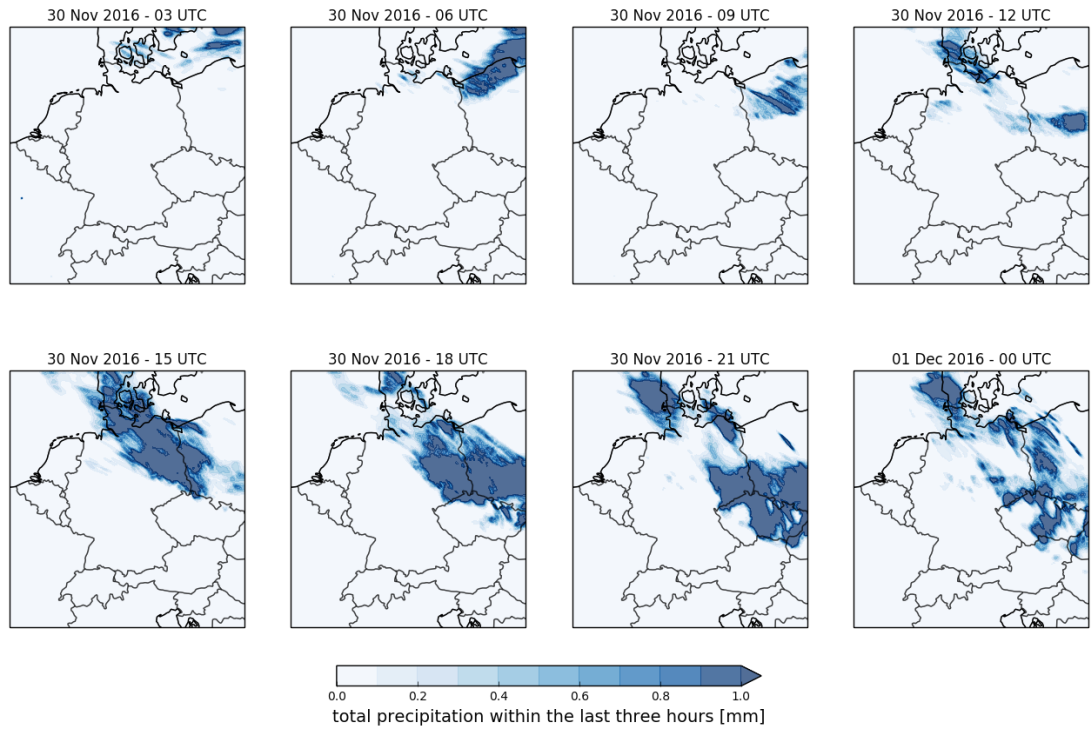 30 Nov 2016 - 03 UTC
30 Nov 2016 - 06 UTC
30 Nov 2016 - 09 UTC
30 Nov 2016 - 12 UTC
30 Nov 2016 - 15 UTC
30 Nov 2016 - 18 UTC
30 Nov 2016 - 21 UTC
01 Dec 2016 - 00 UTC
0.0 0.2 0.4 0.6 0.8 1.0
total precipitation within the last three hours [mm]